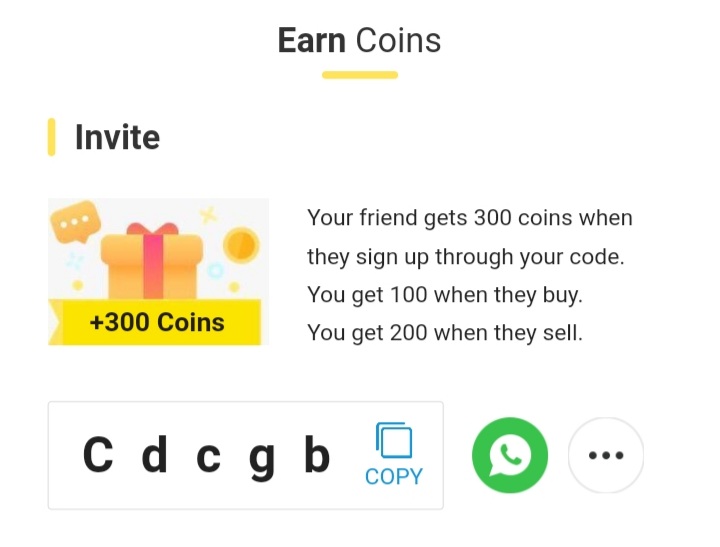 Earn Coins
Invite
+300 Coins
Your friend gets 300 coins when
they sign up through your code.
You get 100 when they buy.
You get 200 when they sell.
C d c g b
COPY